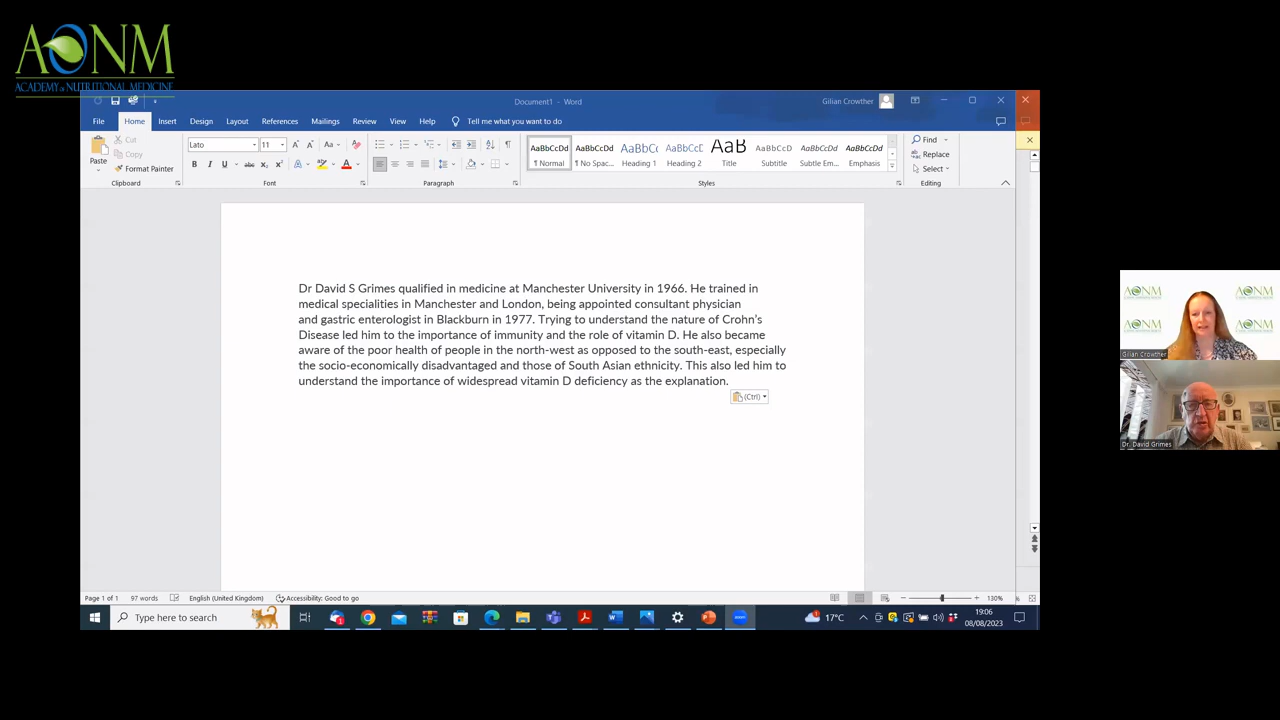 AONM
ACADEMY of NUTRITIONAL MEDICINE
Document1 - Word
Gilian Crowther
File Home Insert Design Layout References Mailings Review View Help Tell me what you want to do
Paste
Cut
Copy
Format Painter
Clipboard
Lato 11
B I U abc x₂ x²
Font
Paragraph
AaBbCcDd AaBbCcDd AaBbCc AaBbCcC AaB AaBbCcD AaBbCcDd AaBbCcDd
¶ Normal ¶ No Spac... Heading 1 Heading 2 Title Subtitle Subtle Em... Emphasis
Styles
Find
Replace
Select
Editing
Dr David S Grimes qualified in medicine at Manchester University in 1966. He trained in
medical specialities in Manchester and London, being appointed consultant physician
and gastric enterologist in Blackburn in 1977. Trying to understand the nature of Crohn's
Disease led him to the importance of immunity and the role of vitamin D. He also became
aware of the poor health of people in the north-west as opposed to the south-east, especially
the socio-economically disadvantaged and those of South Asian ethnicity. This also led him to
understand the importance of widespread vitamin D deficiency as the explanation.
(Ctrl)
AONM AONM
AONM AONM
Gilian Crowther
Dr. David Grimes
Page 1 of 1 97 words English (United Kingdom) Accessibility: Good to go 130%
Type here to search
17°C
19:06
08/08/2023